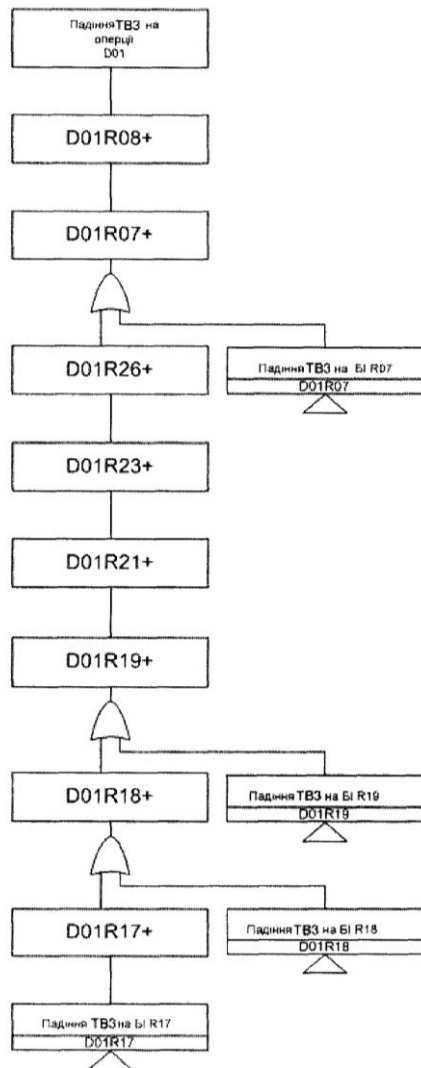 Падіння ТВЗ на
оперції
D01
D01R08+
D01R07+
D01R26+
Падіння ТВЗ на БІ R07
D01R07
D01R23+
D01R21+
D01R19+
D01R18+
Падіння ТВЗ на БІ R19
D01R19
D01R17+
Падіння ТВЗ на БІ R18
D01R18
Падіння ТВЗ на БІ R17
D01R17